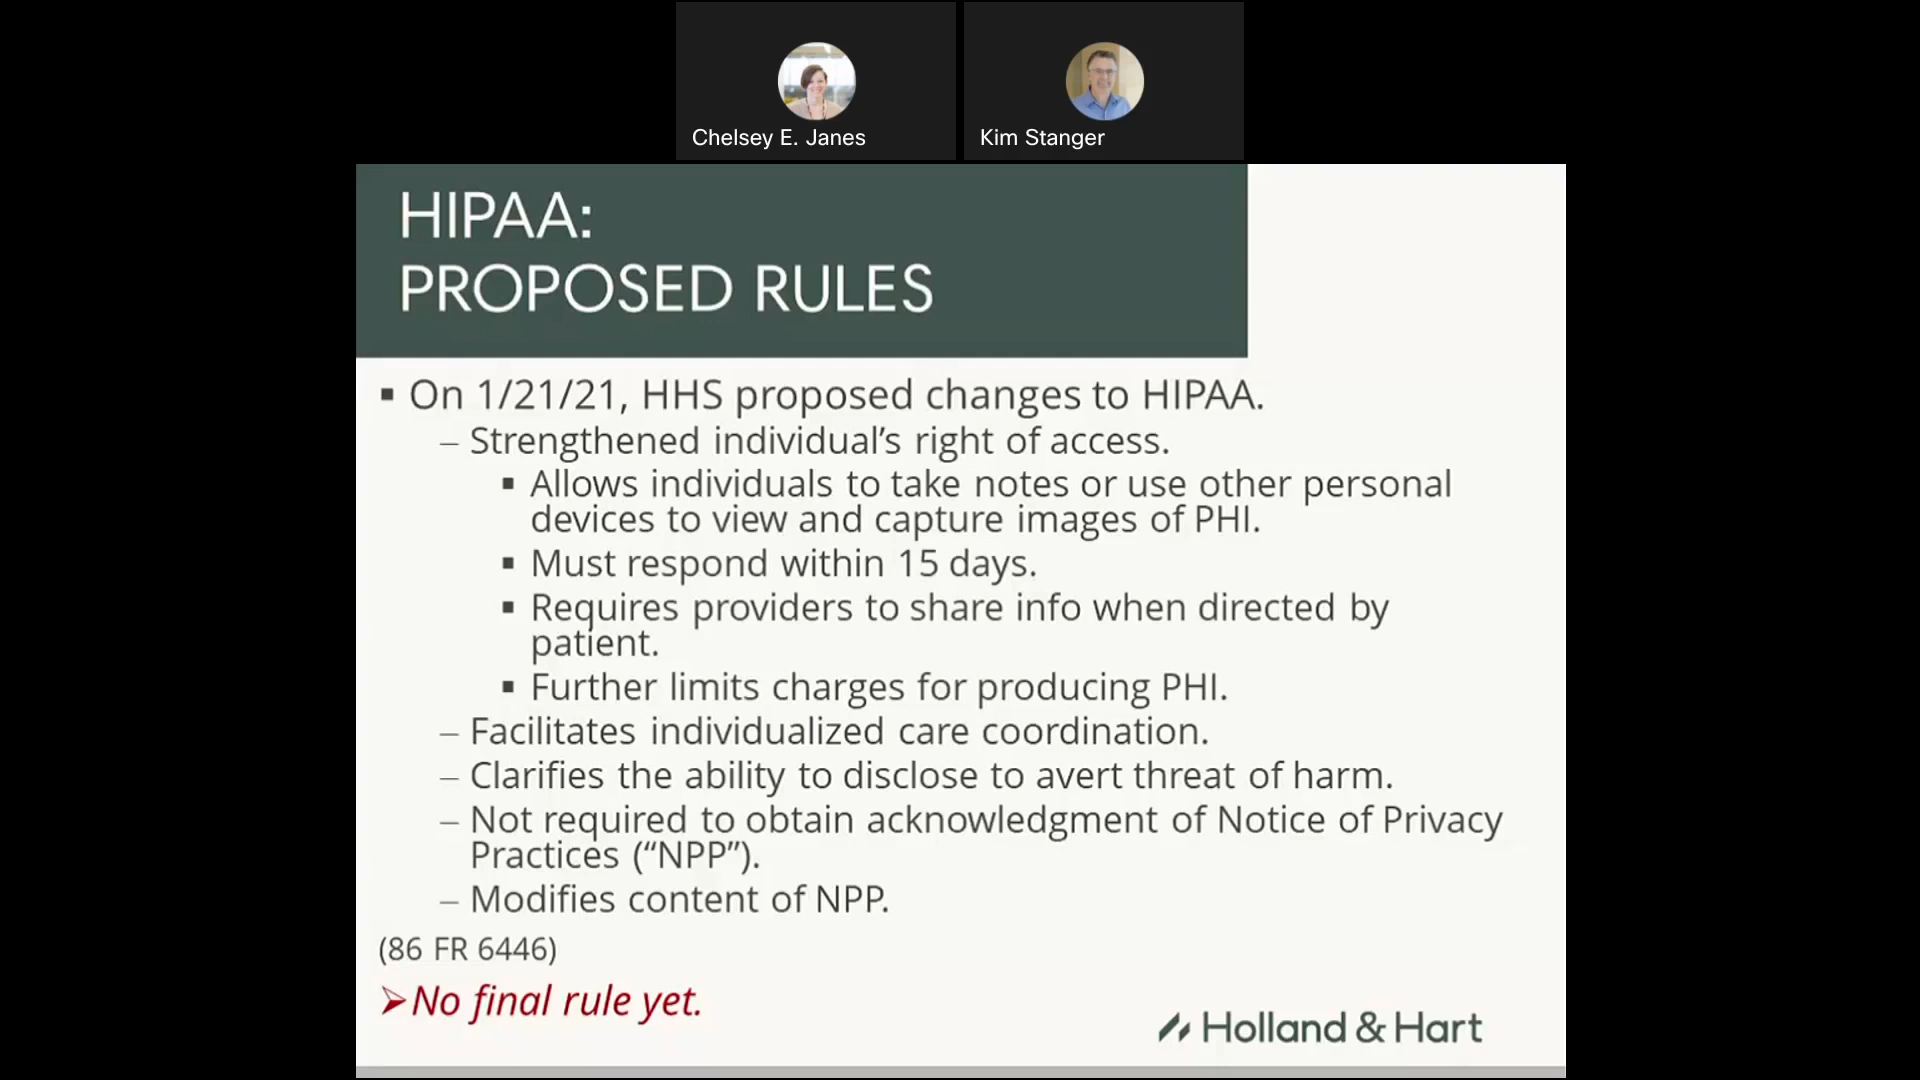 Chelsey E. Janes
Kim Stanger
HIPAA:
PROPOSED RULES
▪ On 1/21/21, HHS proposed changes to HIPAA.
– Strengthened individual’s right of access.
▪ Allows individuals to take notes or use other personal
devices to view and capture images of PHI.
▪ Must respond within 15 days.
▪ Requires providers to share info when directed by
patient.
▪ Further limits charges for producing PHI.
– Facilitates individualized care coordination.
– Clarifies the ability to disclose to avert threat of harm.
– Not required to obtain acknowledgment of Notice of Privacy
Practices (“NPP”).
– Modifies content of NPP.
(86 FR 6446)
➢No final rule yet.
Holland & Hart